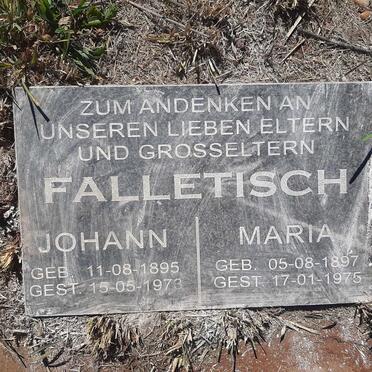 ZUM ANDENKEN AN
UNSEREN LIEBEN ELTERN
UND GROSSELTERN
FALLETISCH
JOHANN
GEB. 11-08-1895
GEST. 15-05-1973
MARIA
GEB. 05-08-1897
GEST. 17-01-1975